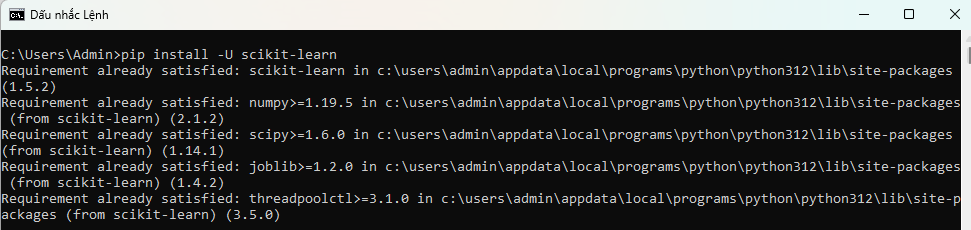 Dấu nhắc Lệnh
C:\Users\Admin>pip install -U scikit-learn
Requirement already satisfied: scikit-learn in c:\users\admin\appdata\local\programs\python\python312\lib\site-packages
(1.5.2)
Requirement already satisfied: numpy>=1.19.5 in c:\users\admin\appdata\local\programs\python\python312\lib\site-packages
(from scikit-learn) (2.1.2)
Requirement already satisfied: scipy>=1.6.0 in c:\users\admin\appdata\local\programs\python\python312\lib\site-packages
(from scikit-learn) (1.14.1)
Requirement already satisfied: joblib>=1.2.0 in c:\users\admin\appdata\local\programs\python\python312\lib\site-packages
(from scikit-learn) (1.4.2)
Requirement already satisfied: threadpoolctl>=3.1.0 in c:\users\admin\appdata\local\programs\python\python312\lib\site-p
ackages (from scikit-learn) (3.5.0)